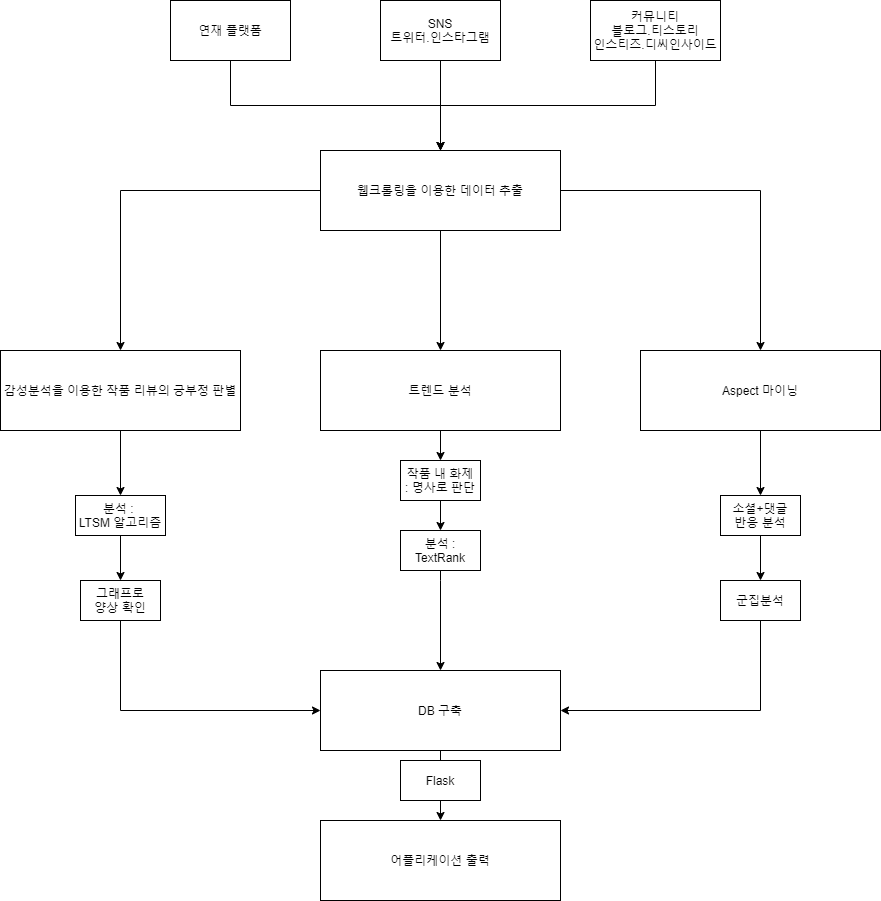 연재 플랫폼
SNS
트위터.인스타그램
커뮤니티
블로그.티스토리
인스티즈.디씨인사이드
웹크롤링을 이용한 데이터 추출
감성분석을 이용한 작품 리뷰의 긍부정 판별
트렌드 분석
Aspect 마이닝
작품 내 화제
: 명사로 판단
분석 :
LTSM 알고리즘
소셜+댓글
반응 분석
분석 :
TextRank
그래프로
양상 확인
군집분석
DB 구축
Flask
어플리케이션 출력